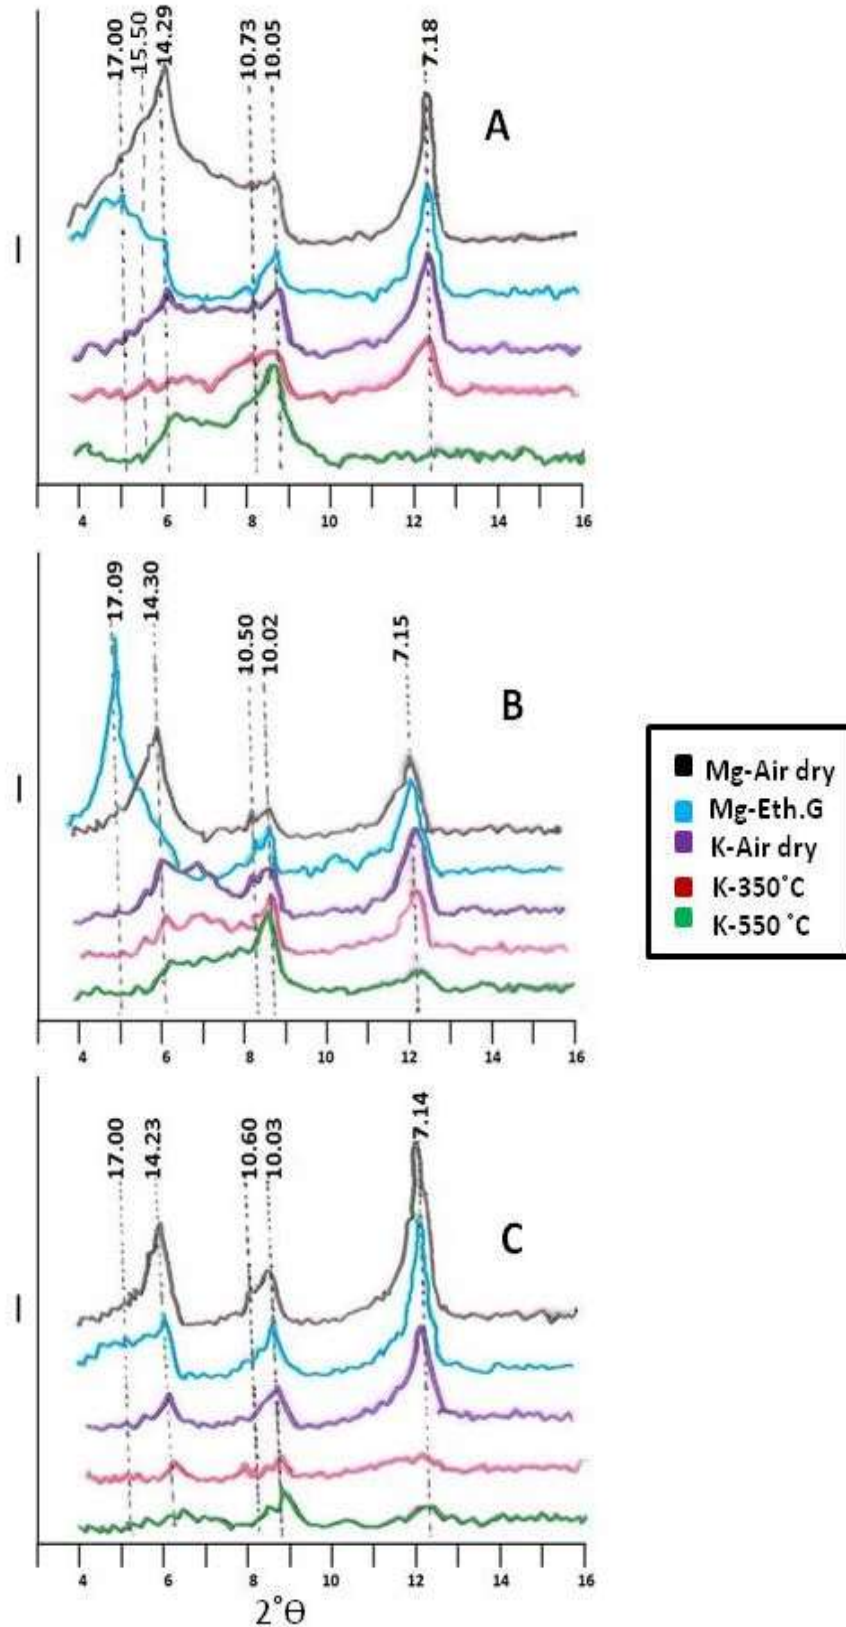 17.00 15.50 14.29 10.73 10.05 7.18
A
I
4 6 8 10 12 14 16
17.09 14.30 10.50 10.02 7.15
B
I
4 6 8 10 12 14 16
Mg-Air dry
Mg-Eth.G
K-Air dry
K-350°C
K-550 °C
17.00 14.23 10.60 10.03 7.14
C
I
4 6 8 10 12 14 16
2°Θ